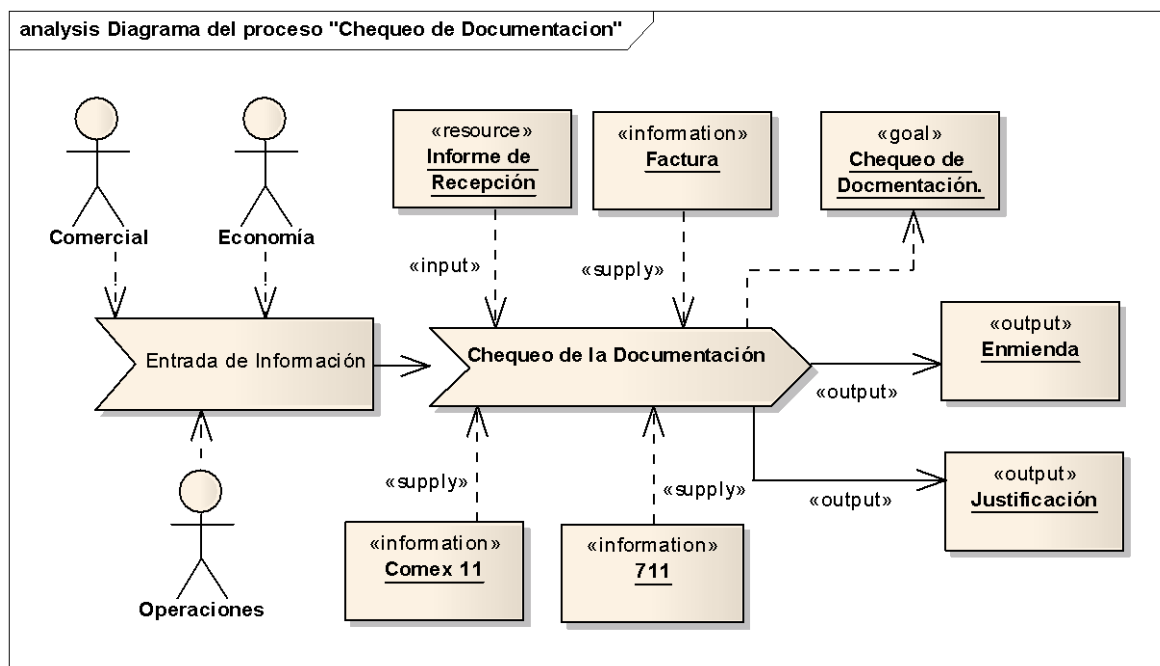 analysis Diagrama del proceso "Chequeo de Documentacion"
Comercial
Economía
«resource»
Informe de
Recepción
«information»
Factura
«goal»
Chequeo de
Docmentación.
«input»
«supply»
Entrada de Información
Chequeo de la Documentación
«output»
Enmienda
«output»
«supply»
«supply»
«output»
Justificación
«output»
«information»
Comex 11
«information»
711
Operaciones